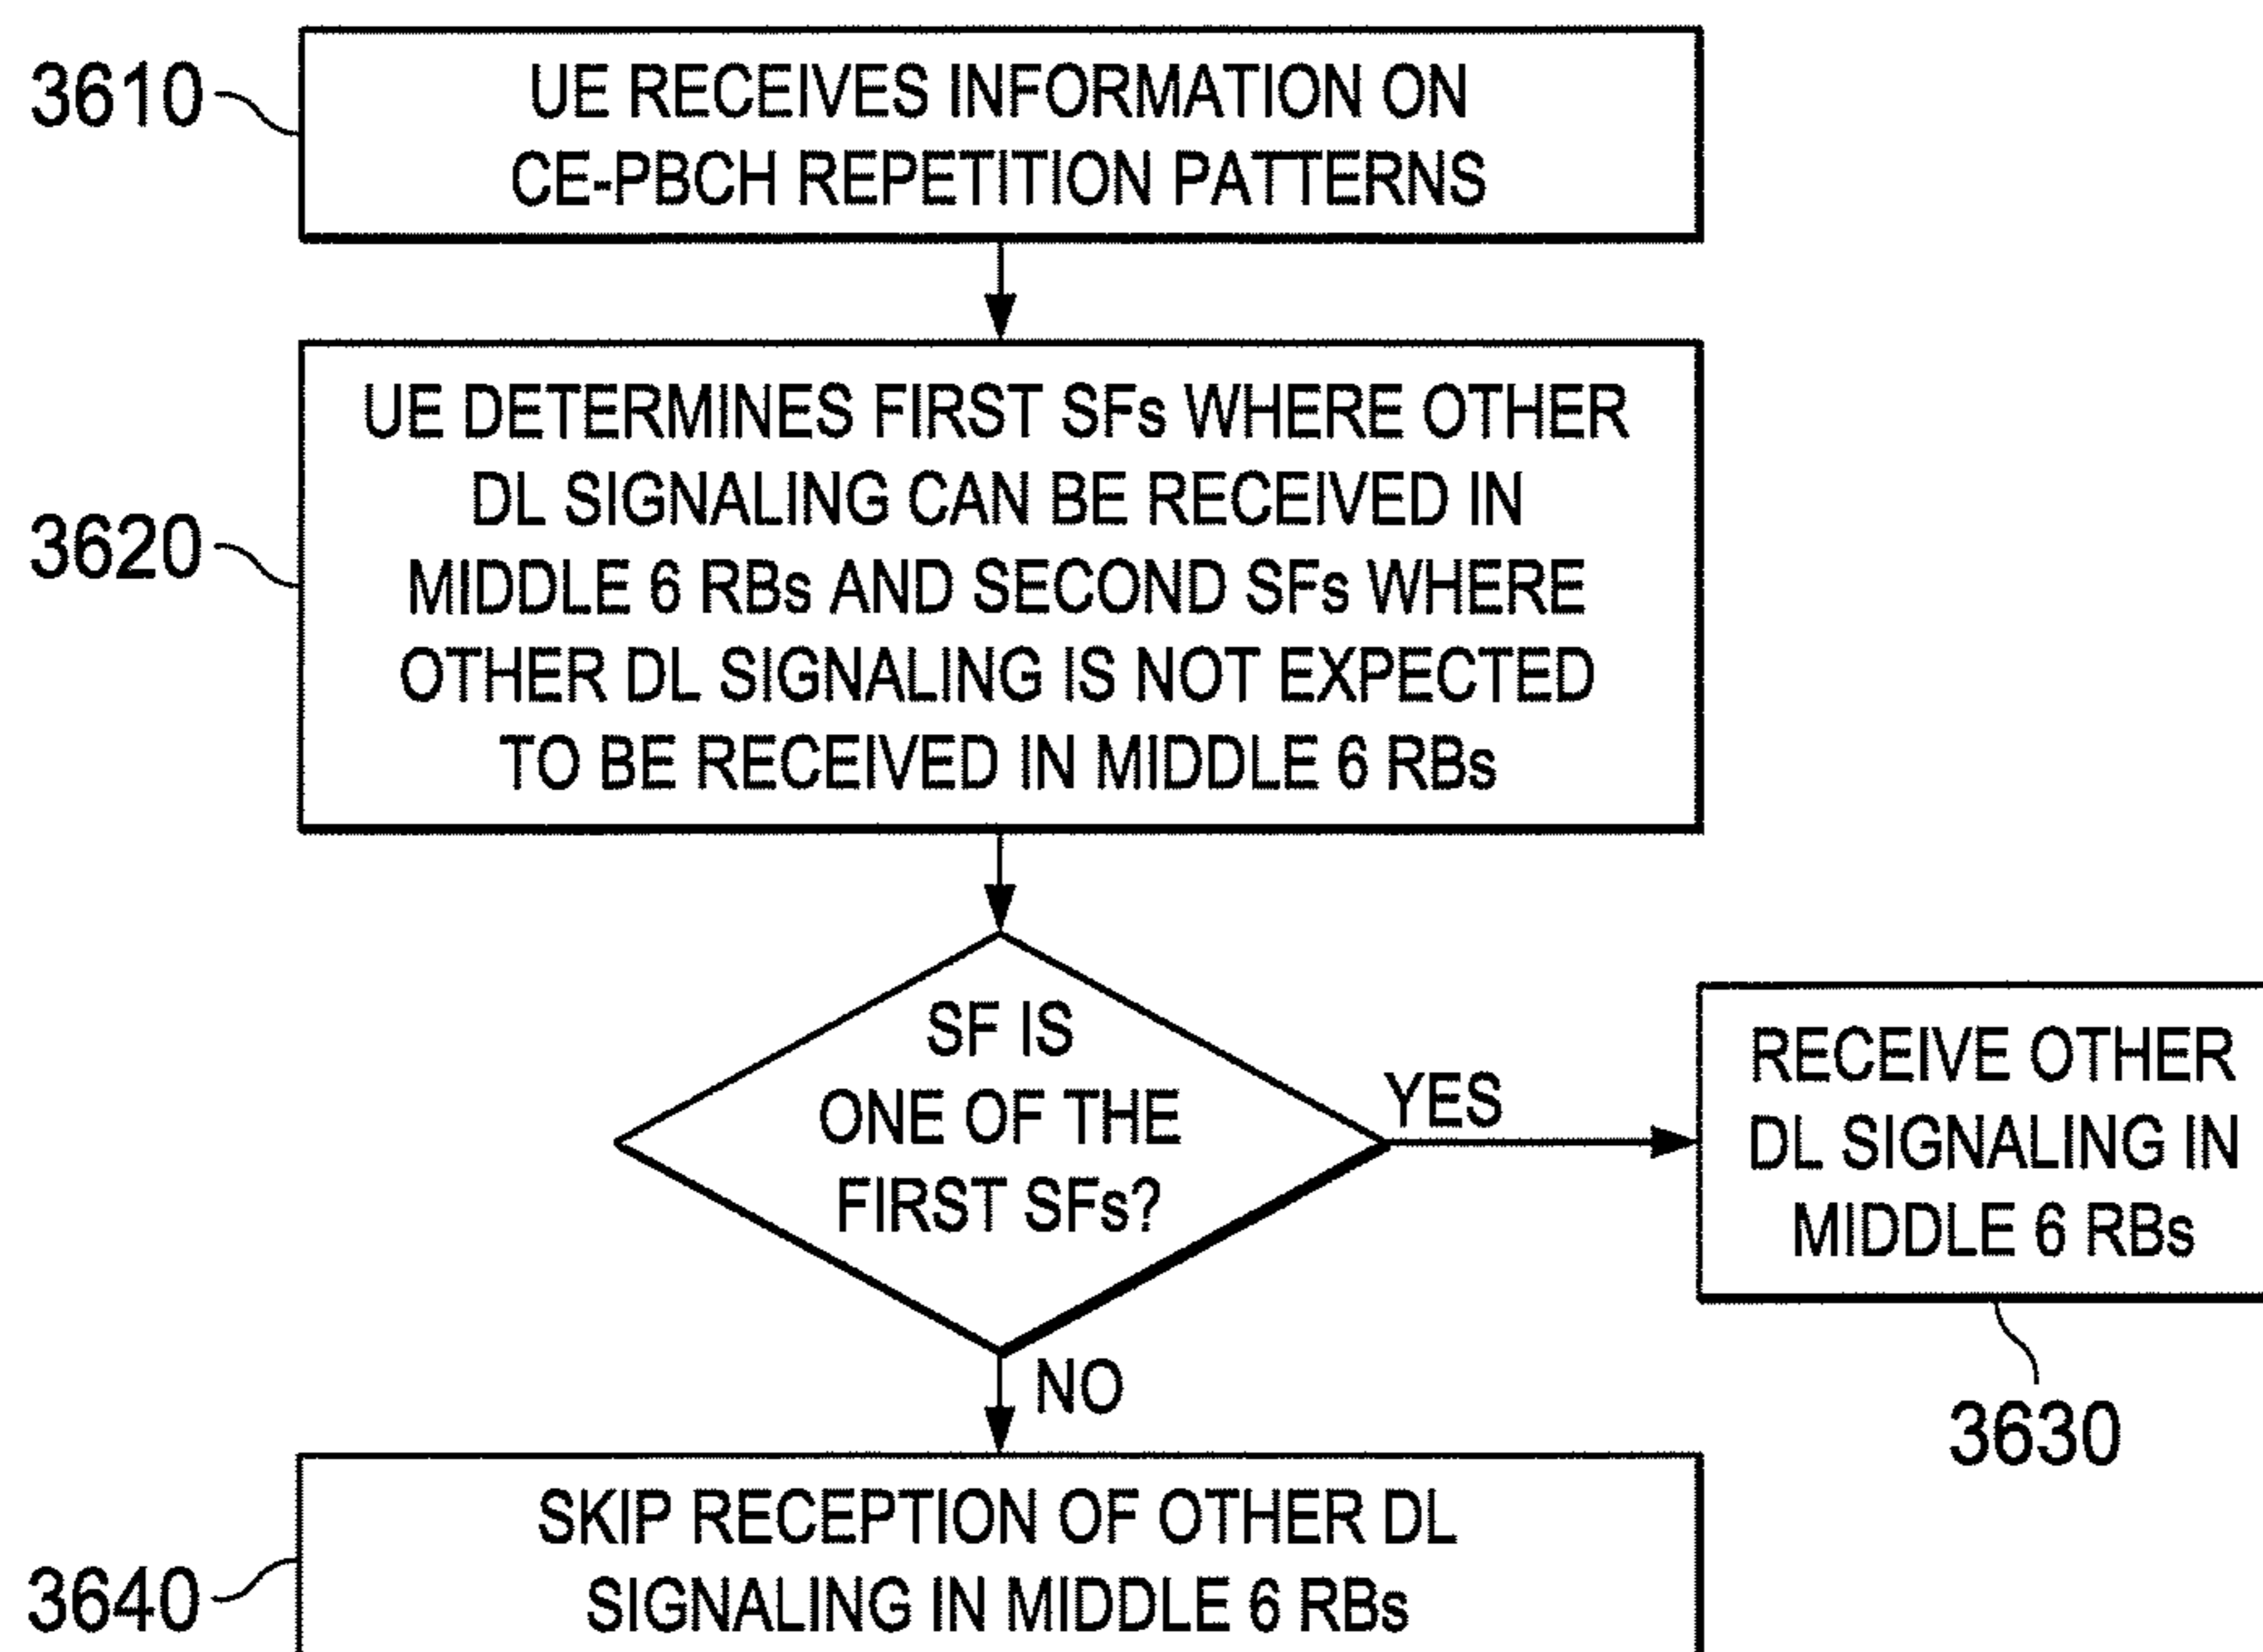 3610
UE RECEIVES INFORMATION ON
CE-PBCH REPETITION PATTERNS
3620
UE DETERMINES FIRST SFs WHERE OTHER
DL SIGNALING CAN BE RECEIVED IN
MIDDLE 6 RBs AND SECOND SFs WHERE
OTHER DL SIGNALING IS NOT EXPECTED
TO BE RECEIVED IN MIDDLE 6 RBs
SF IS
ONE OF THE
FIRST SFs?
YES
RECEIVE OTHER
DL SIGNALING IN
MIDDLE 6 RBs
3630
NO
3640
SKIP RECEPTION OF OTHER DL
SIGNALING IN MIDDLE 6 RBs